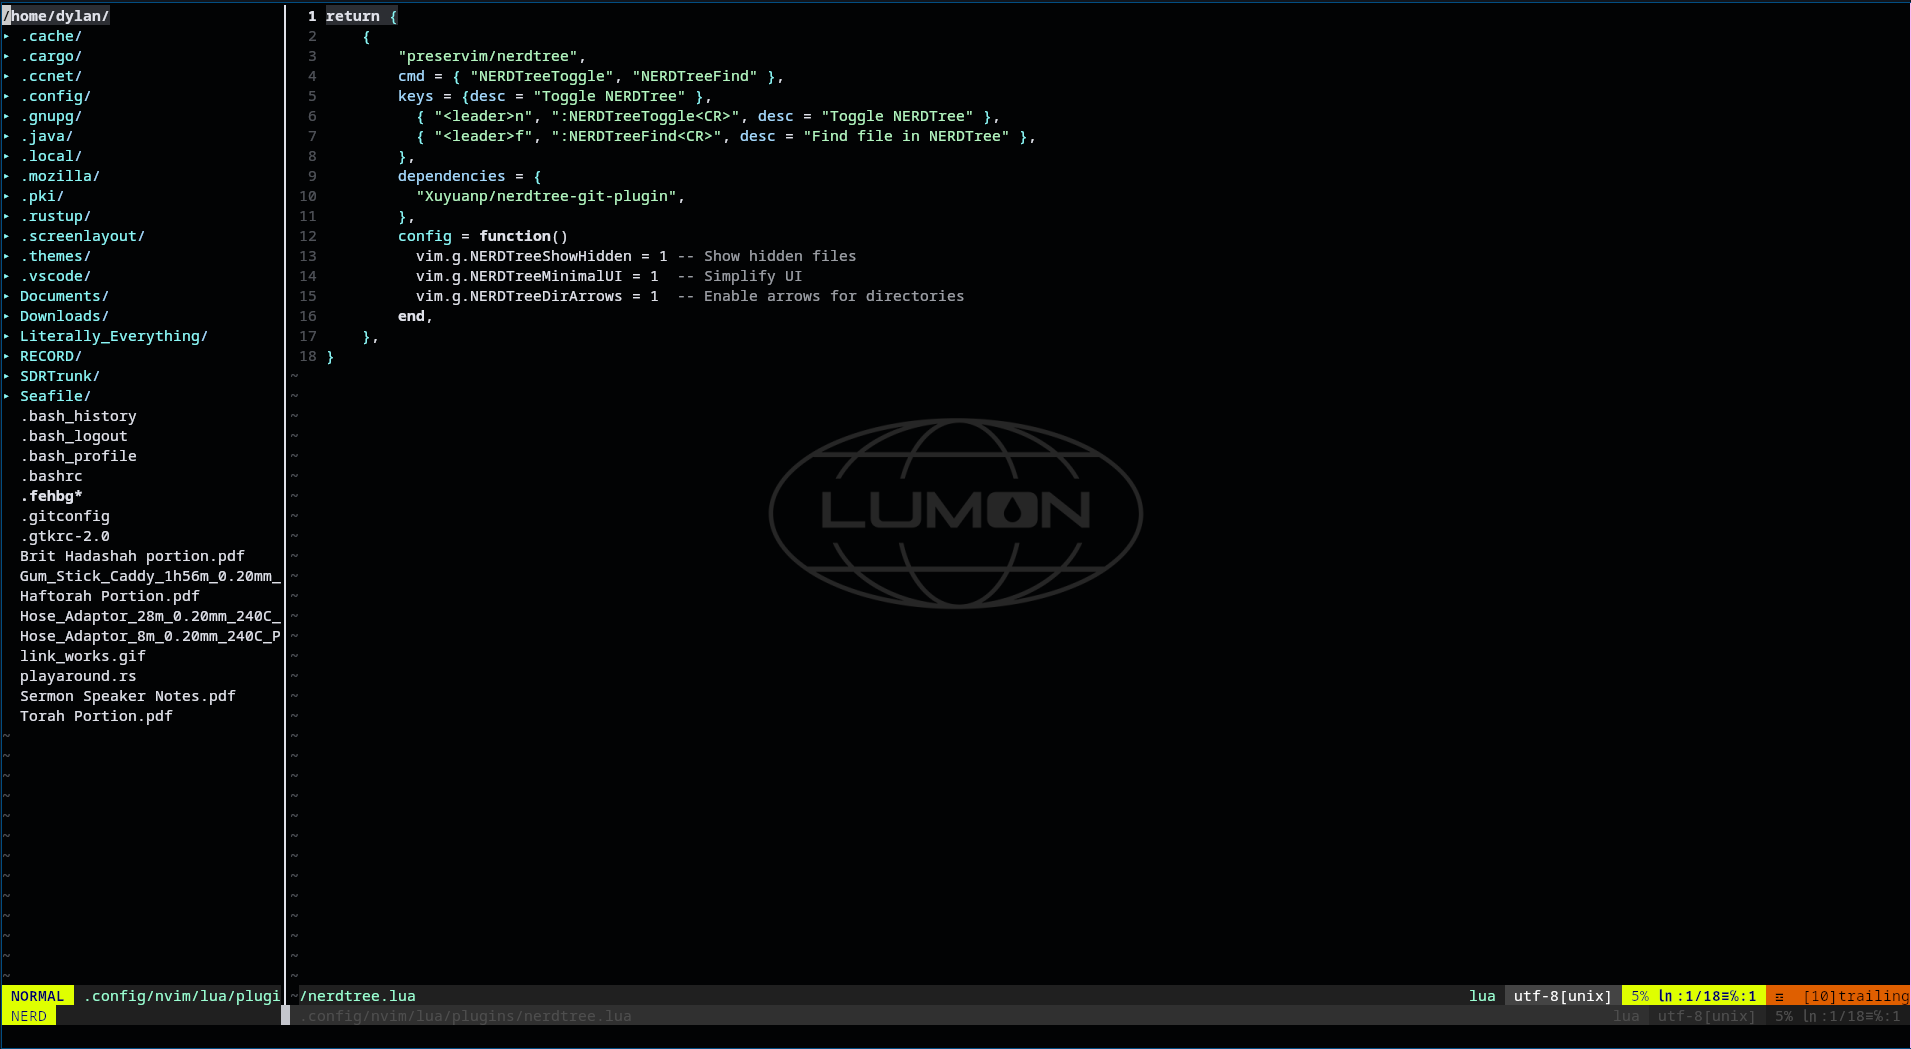 /home/dylan/
▸ .cache/
▸ .cargo/
▸ .ccnet/
▸ .config/
▸ .gnupg/
▸ .java/
▸ .local/
▸ .mozilla/
▸ .pki/
▸ .rustup/
▸ .screenlayout/
▸ .themes/
▸ .vscode/
▸ Documents/
▸ Downloads/
▸ Literally_Everything/
▸ RECORD/
▸ SDRTrunk/
▸ Seafile/
.bash_history
.bash_logout
.bash_profile
.bashrc
.fehbg*
.gitconfig
.gtkrc-2.0
Brit Hadashah portion.pdf
Gum_Stick_Caddy_1h56m_0.20mm_
Haftorah Portion.pdf
Hose_Adaptor_28m_0.20mm_240C_
Hose_Adaptor_8m_0.20mm_240C_P
link_works.gif
playaround.rs
Sermon Speaker Notes.pdf
Torah Portion.pdf
1 return {
2     {
3         "preservim/nerdtree",
4         cmd = { "NERDTreeToggle", "NERDTreeFind" },
5         keys = {desc = "Toggle NERDTree" },
6           { "<leader>n", ":NERDTreeToggle<CR>", desc = "Toggle NERDTree" },
7           { "<leader>f", ":NERDTreeFind<CR>", desc = "Find file in NERDTree" },
8         },
9         dependencies = {
10           "Xuyuanp/nerdtree-git-plugin",
11         },
12         config = function()
13           vim.g.NERDTreeShowHidden = 1 -- Show hidden files
14           vim.g.NERDTreeMinimalUI = 1  -- Simplify UI
15           vim.g.NERDTreeDirArrows = 1  -- Enable arrows for directories
16         end,
17     },
18 }
LUMON
NORMAL .config/nvim/lua/plugi ~/nerdtree.lua lua utf-8[unix] 5% ㏑:1/18≡℅:1 ☲ [10]trailing
NERD .config/nvim/lua/plugins/nerdtree.lua lua utf-8[unix] 5% ㏑:1/18≡℅:1